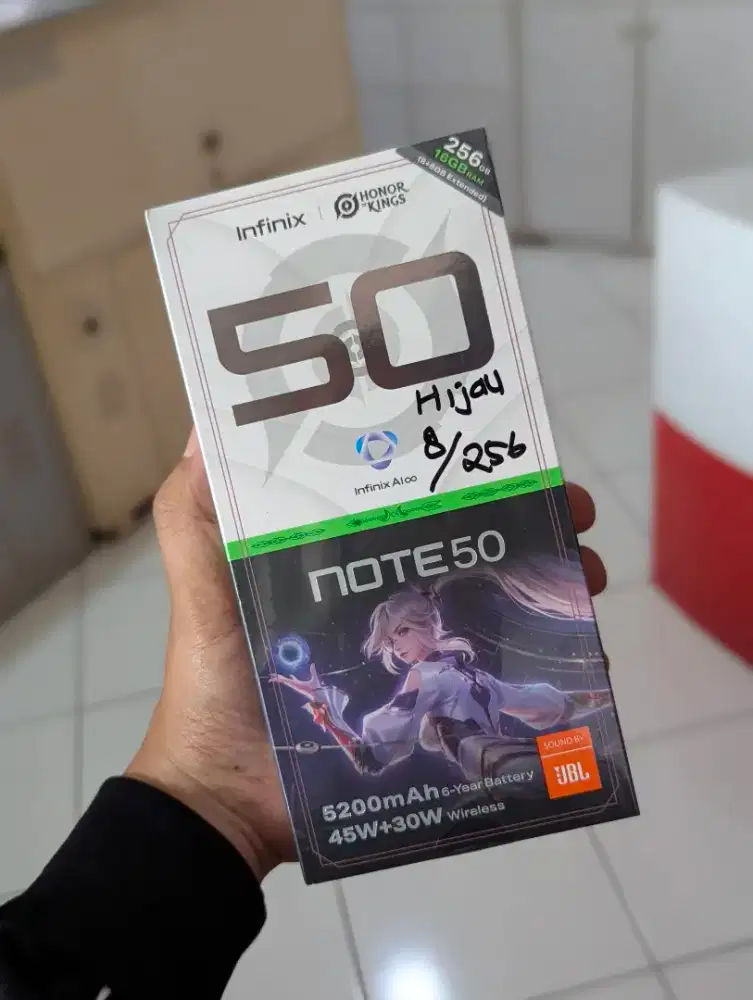 256GB
16GB RAM
(8+8GB Extended)
Infinix | HONOR OF KINGS
50
Hijau
8/256
Infinix AI∞
NOTE50
SOUND BY
JBL
5200mAh 6-Year Battery
45W+30W Wireless